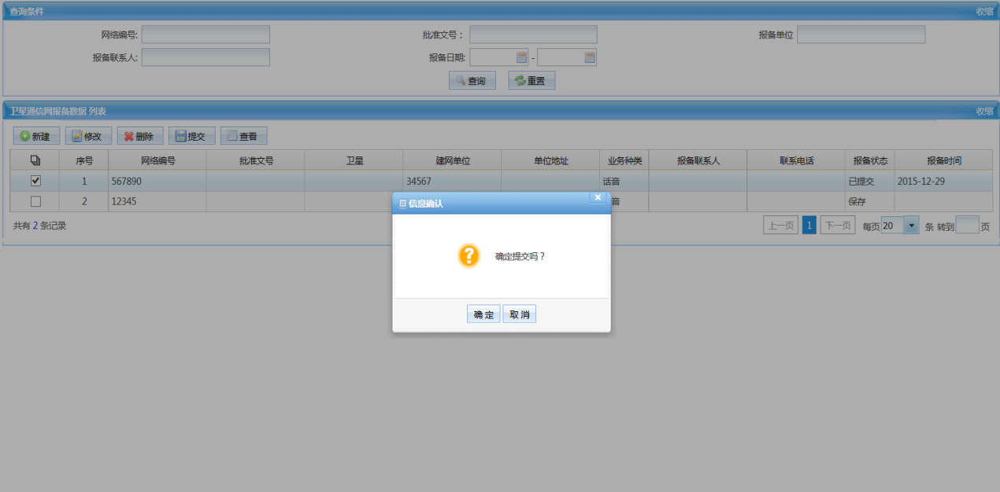 查询条件 收缩
网络编号: 批准文号： 报备单位
报备联系人: 报备日期: -
查询 重置
卫星通信网报备数据 列表 收缩
新建 修改 删除 提交 查看
序号 网络编号 批准文号 卫星 建网单位 单位地址 业务种类 报备联系人 联系电话 报备状态 报备时间
1 567890 34567 话音 已提交 2015-12-29
2 12345 音 保存
共有 2 条记录 上一页 1 下一页 每页 20 条 转到 页
信息确认
确定提交吗？
确 定 取 消